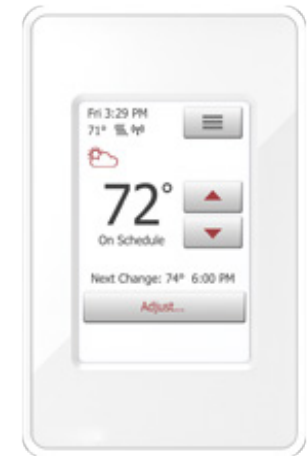 Fri 3:29 PM
71°
72°
On Schedule
Next Change: 74° 6:00 PM
Adjust...